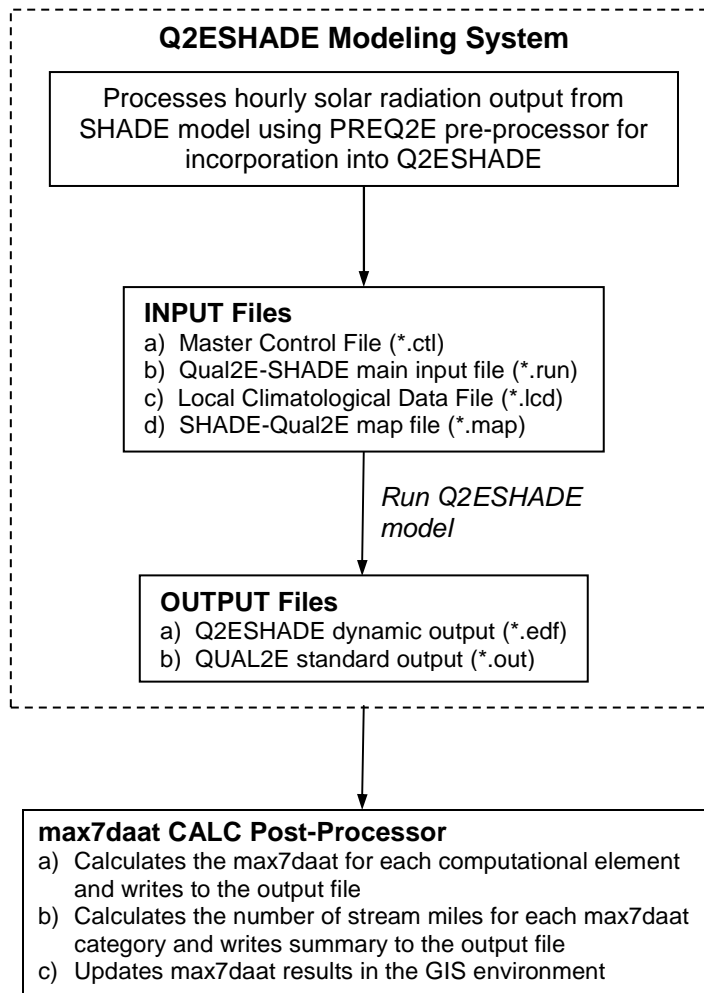 Q2ESHADE Modeling System
Processes hourly solar radiation output from
SHADE model using PREQ2E pre-processor for
incorporation into Q2ESHADE
INPUT Files
a) Master Control File (*.ctl)
b) Qual2E-SHADE main input file (*.run)
c) Local Climatological Data File (*.lcd)
d) SHADE-Qual2E map file (*.map)
Run Q2ESHADE
model
OUTPUT Files
a) Q2ESHADE dynamic output (*.edf)
b) QUAL2E standard output (*.out)
max7daat CALC Post-Processor
a) Calculates the max7daat for each computational element
and writes to the output file
b) Calculates the number of stream miles for each max7daat
category and writes summary to the output file
c) Updates max7daat results in the GIS environment